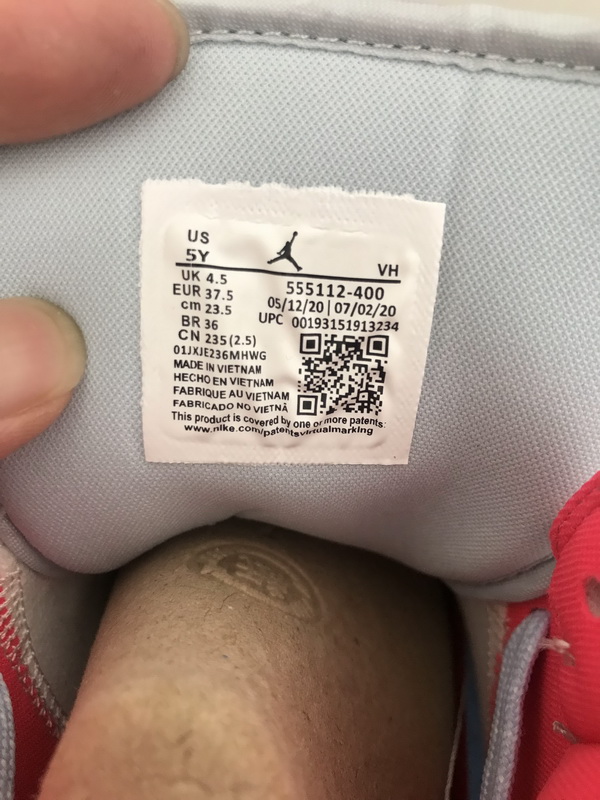 US
5Y
VH
UK 4.5
EUR 37.5
cm 23.5
BR 36
CN 235 (2.5)
555112-400
05/12/20 | 07/02/20
UPC 00193151913234
01JXJE236MHWG
MADE IN VIETNAM
HECHO EN VIETNAM
FABRIQUE AU VIETNAM
FABRICADO NO VIETNÃ
This product is covered by one or more patents:
www.nike.com/patentsvirtualmarking